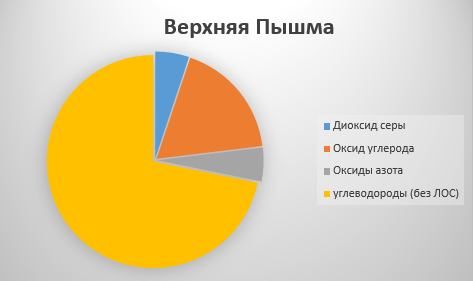 Верхняя Пышма
Диоксид серы
Оксид углерода
Оксиды азота
углеводороды (без ЛОС)